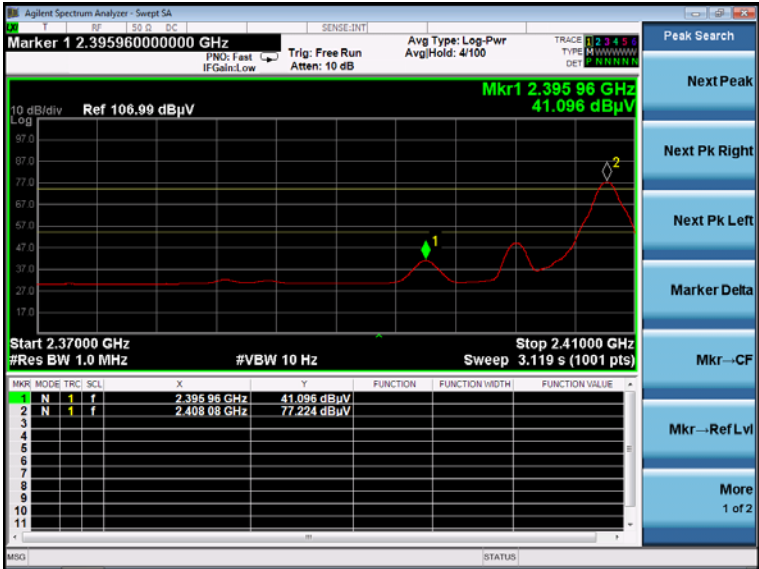 Agilent Spectrum Analyzer - Swept SA
T RF 50 Ω DC SENSE:INT
Marker 1 2.395960000000 GHz
PNO: Fast
IFGain:Low
Trig: Free Run
Atten: 10 dB
Avg Type: Log-Pwr
Avg|Hold: 4/100
TRACE 1 2 3 4 5 6
TYPE M W W W W W
DET P N N N N N
Mkr1 2.395 96 GHz
41.096 dBµV
10 dB/div Ref 106.99 dBµV
Log
97.0
87.0
77.0
67.0
57.0
47.0
37.0
27.0
17.0
2
1
Start 2.37000 GHz Stop 2.41000 GHz
#Res BW 1.0 MHz #VBW 10 Hz Sweep 3.119 s (1001 pts)
MKR MODE TRC SCL X Y FUNCTION FUNCTION WIDTH FUNCTION VALUE
1 N 1 f 2.395 96 GHz 41.096 dBµV
2 N 1 f 2.408 08 GHz 77.224 dBµV
3
4
5
6
7
8
9
10
11
MSG STATUS
Peak Search
Next Peak
Next Pk Right
Next Pk Left
Marker Delta
Mkr→CF
Mkr→Ref Lvl
More
1 of 2